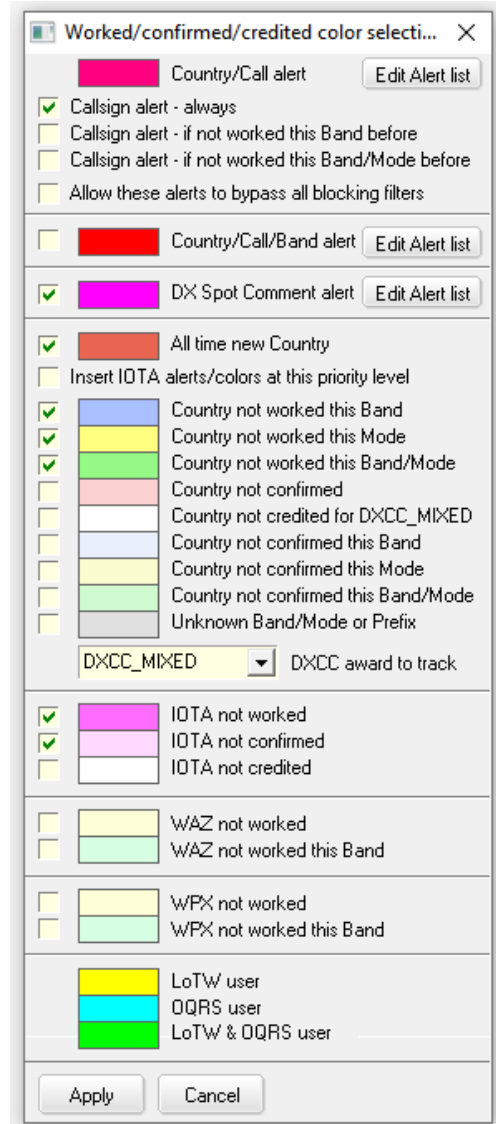 Worked/confirmed/credited color selecti...
Country/Call alert Edit Alert list
Callsign alert - always
Callsign alert - if not worked this Band before
Callsign alert - if not worked this Band/Mode before
Allow these alerts to bypass all blocking filters
Country/Call/Band alert Edit Alert list
DX Spot Comment alert Edit Alert list
All time new Country
Insert IOTA alerts/colors at this priority level
Country not worked this Band
Country not worked this Mode
Country not worked this Band/Mode
Country not confirmed
Country not credited for DXCC_MIXED
Country not confirmed this Band
Country not confirmed this Mode
Country not confirmed this Band/Mode
Unknown Band/Mode or Prefix
DXCC_MIXED DXCC award to track
IOTA not worked
IOTA not confirmed
IOTA not credited
WAZ not worked
WAZ not worked this Band
WPX not worked
WPX not worked this Band
LoTW user
OQRS user
LoTW & OQRS user
Apply Cancel